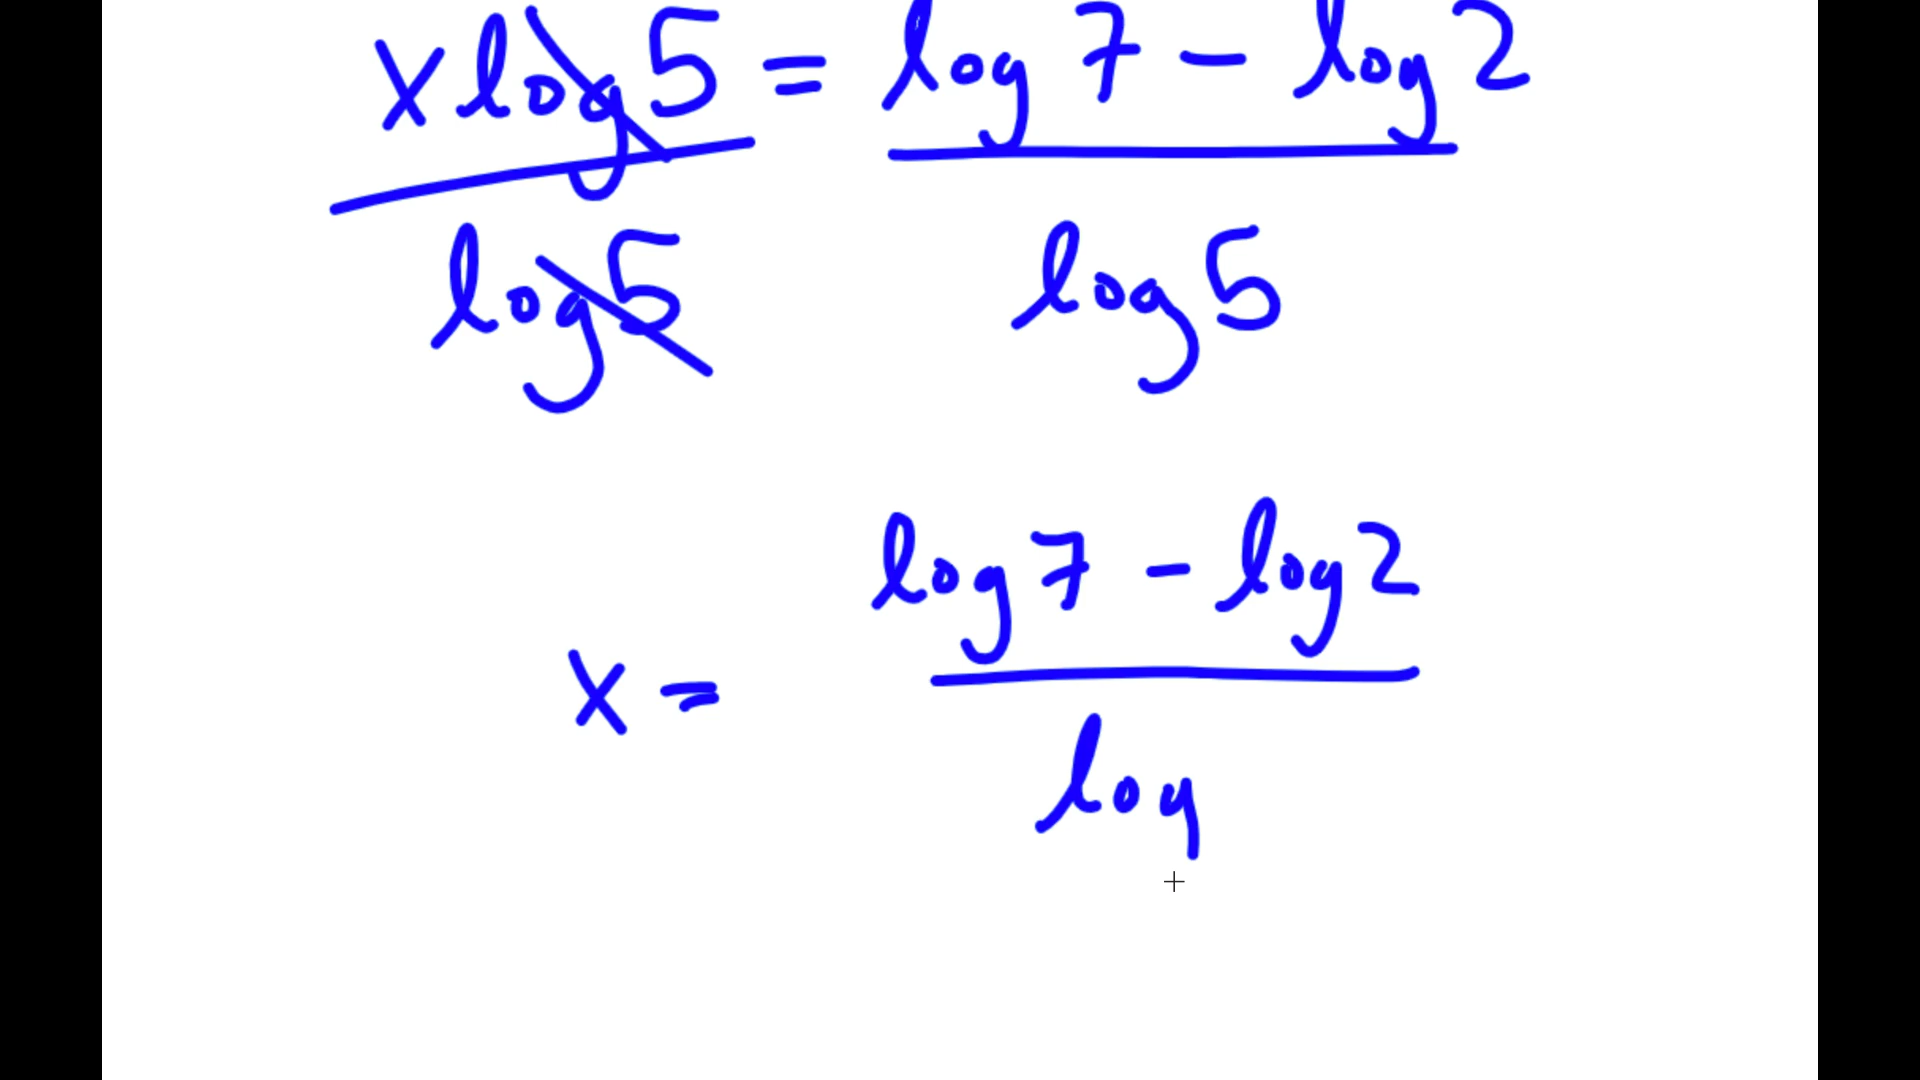 x log 5 = log 7 - log 2
log 5 log 5
log 7 - log 2
x =
log